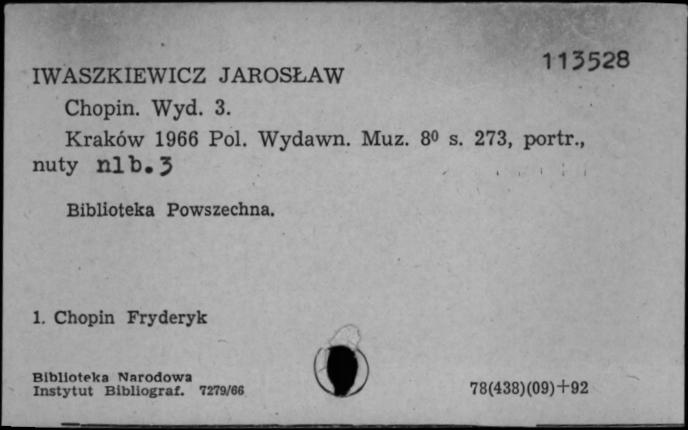 113528
IWASZKIEWICZ JAROSŁAW
Chopin. Wyd. 3.
Kraków 1966 Pol. Wydawn. Muz. 8⁰ s. 273, portr.,
nuty nlb. 3
Biblioteka Powszechna.
1. Chopin Fryderyk
Biblioteka Narodowa
Instytut Bibliograf. 7279/66
78(438)(09)+92